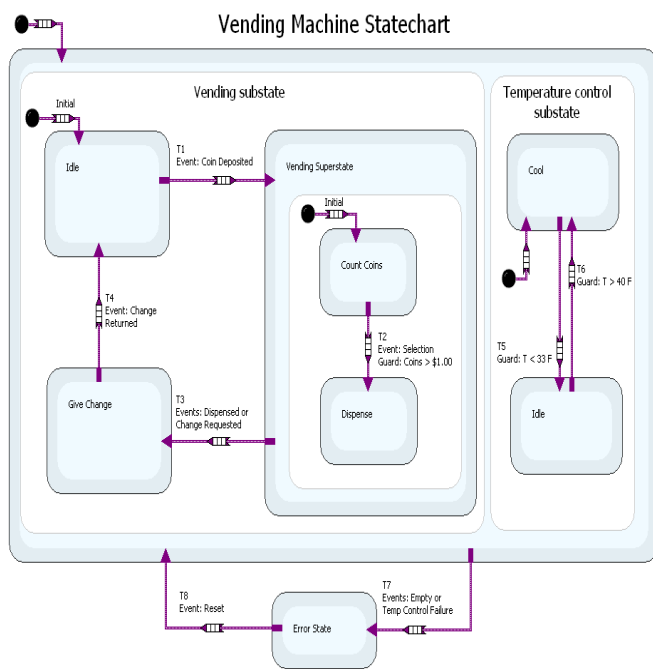 Vending Machine Statechart
Vending substate
Temperature control
substate
Initial
Idle
T1
Event: Coin Deposited
Vending Superstate
Cool
Initial
Count Coins
T6
Guard: T > 40 F
T4
Event: Change
Returned
T2
Event: Selection
Guard: Coins > $1.00
T5
Guard: T < 33 F
Give Change
T3
Events: Dispensed or
Change Requested
Dispense
Idle
T8
Event: Reset
T7
Events: Empty or
Temp Control Failure
Error State